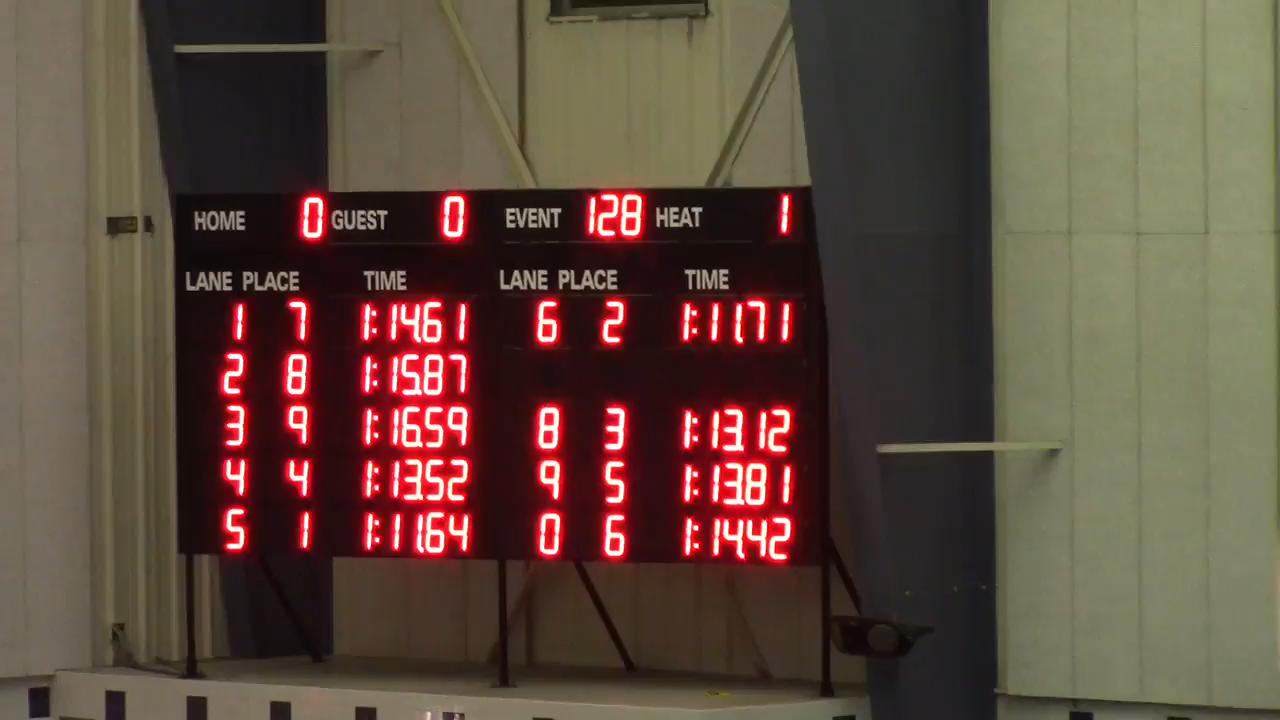 HOME 0 GUEST 0 EVENT 128 HEAT 1
LANE PLACE TIME LANE PLACE TIME
1 7 1:14.61 6 2 1:11.71
2 8 1:15.87
3 9 1:16.59 8 3 1:13.12
4 4 1:13.52 9 5 1:13.81
5 1 1:11.64 0 6 1:14.42